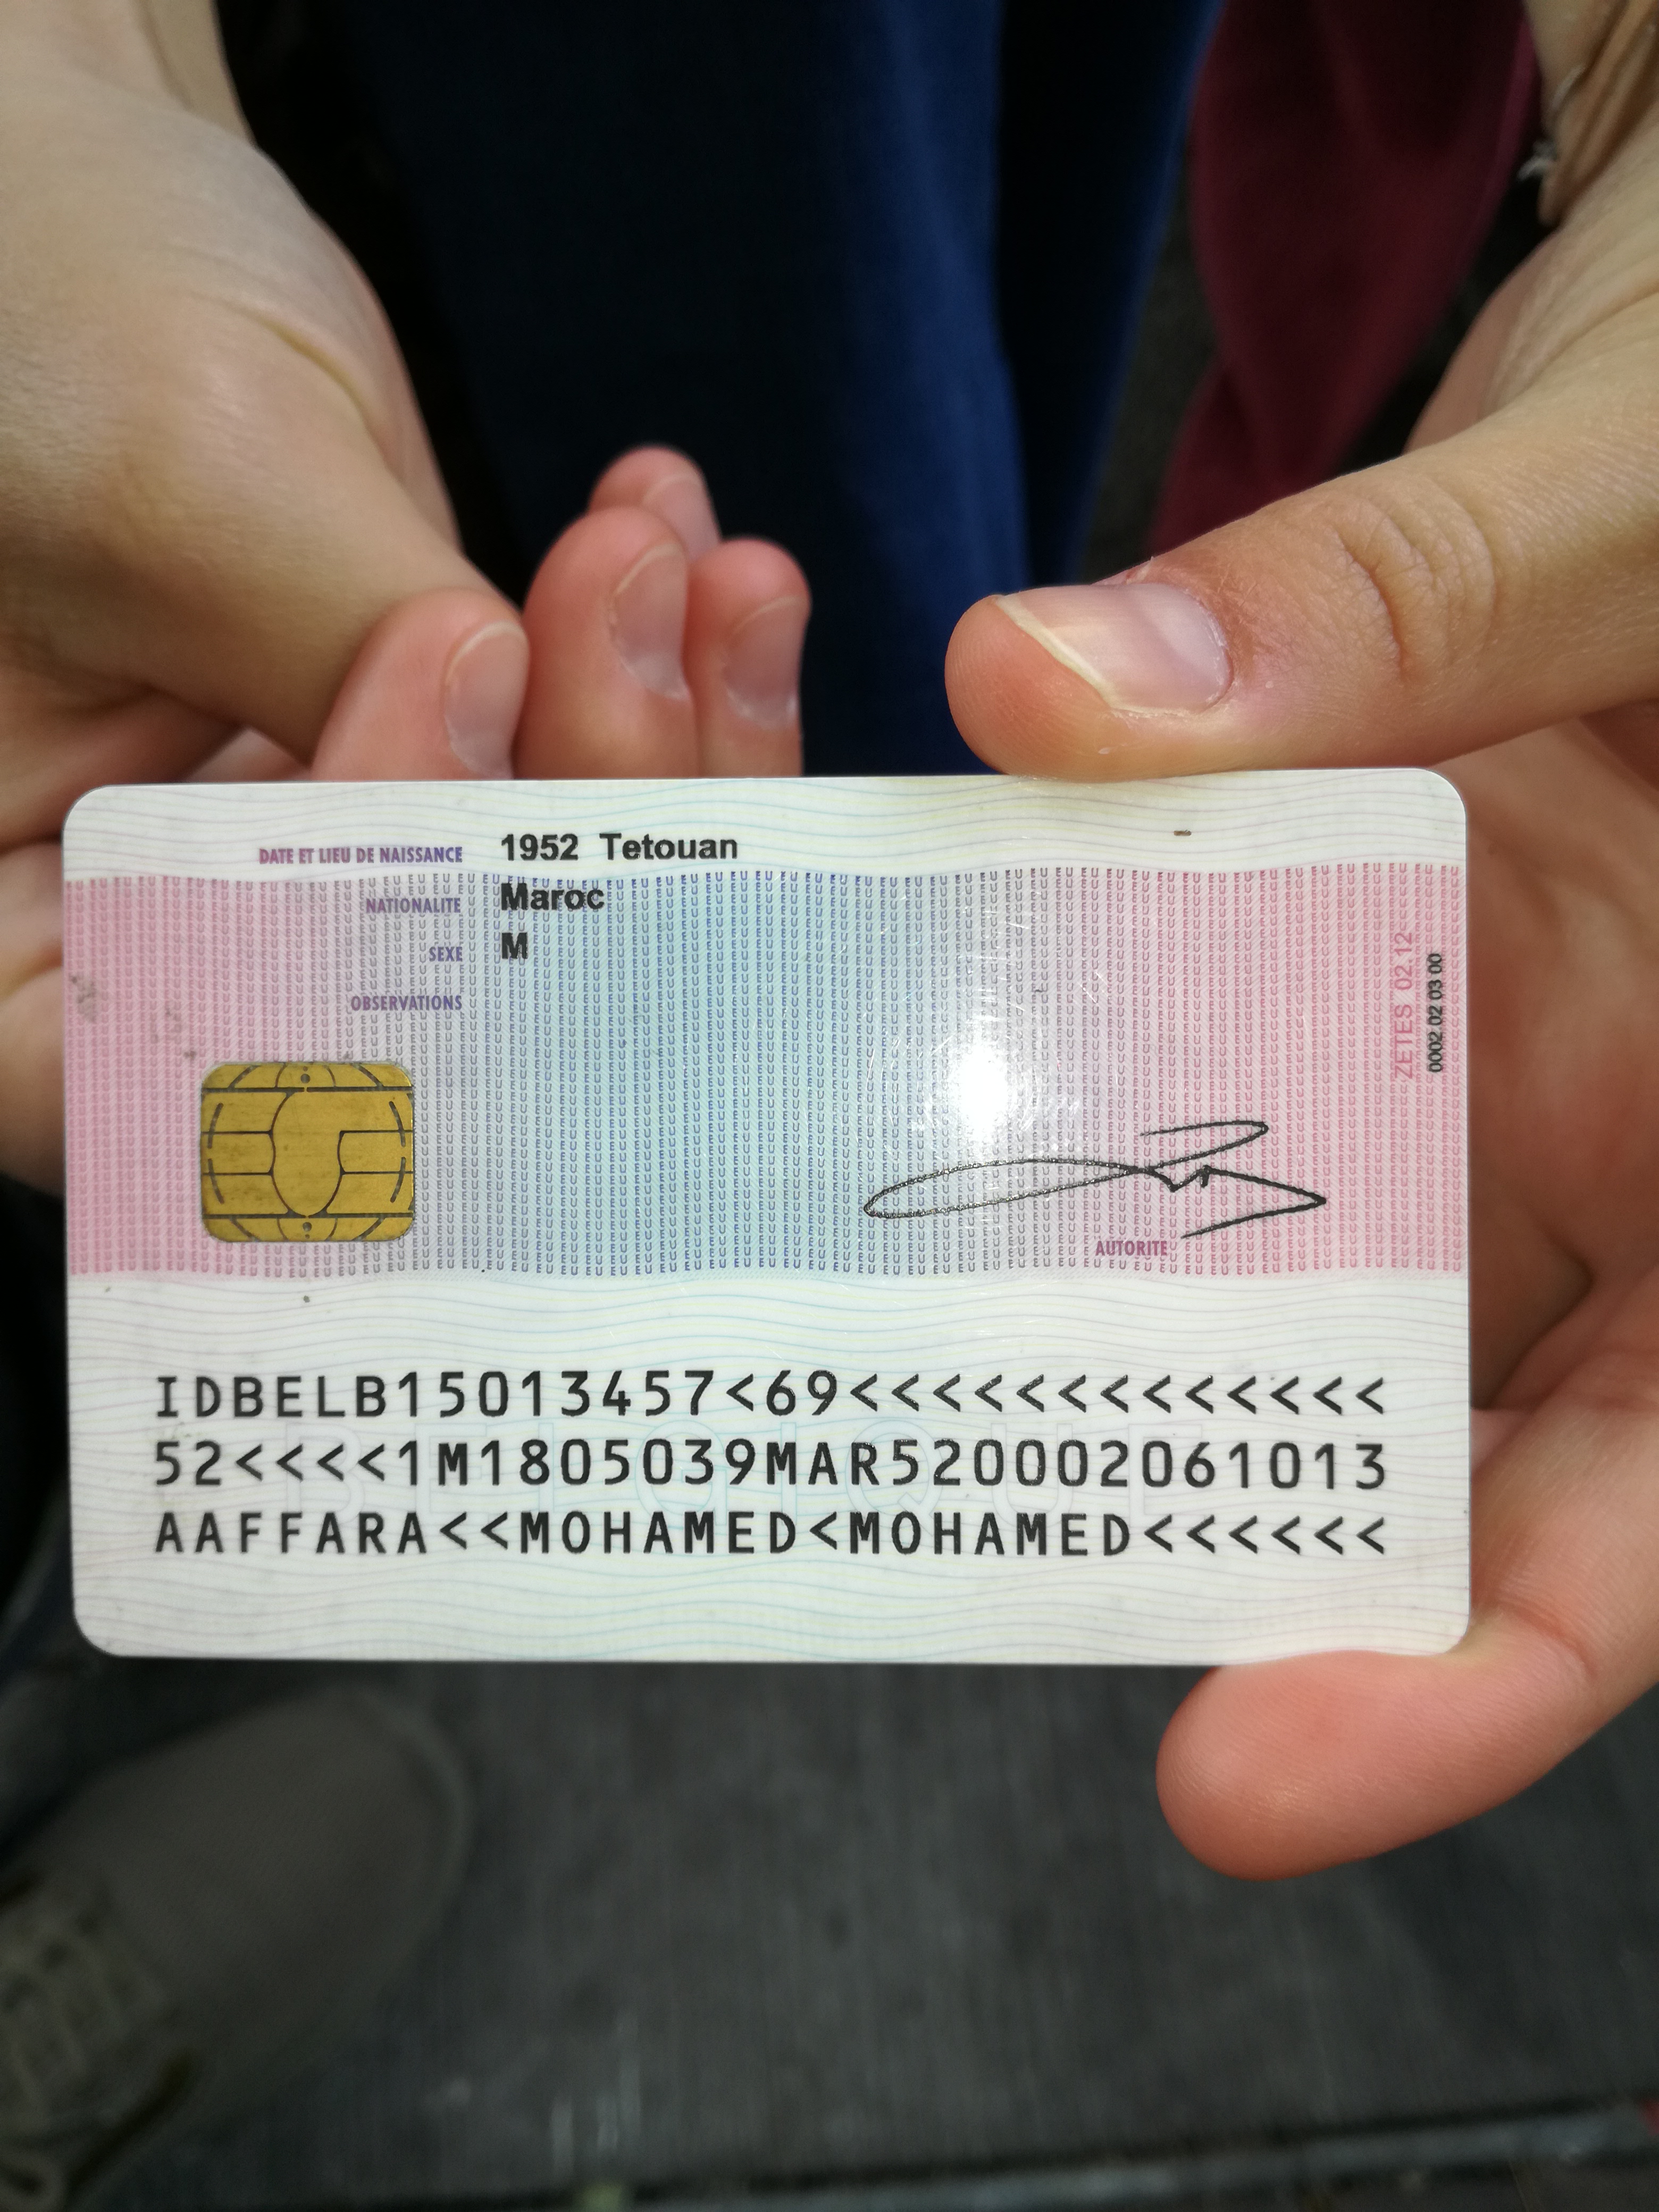 DATE ET LIEU DE NAISSANCE 1952 Tetouan
NATIONALITE Maroc
SEXE M
OBSERVATIONS
ZETES 02.12
0002 02 03 00
AUTORITE
IDBELB15013457<69<<<<<<<<<<<<<
52<<<<1M1805039MAR520002061013
AAFFARA<<MOHAMED<MOHAMED<<<<<<